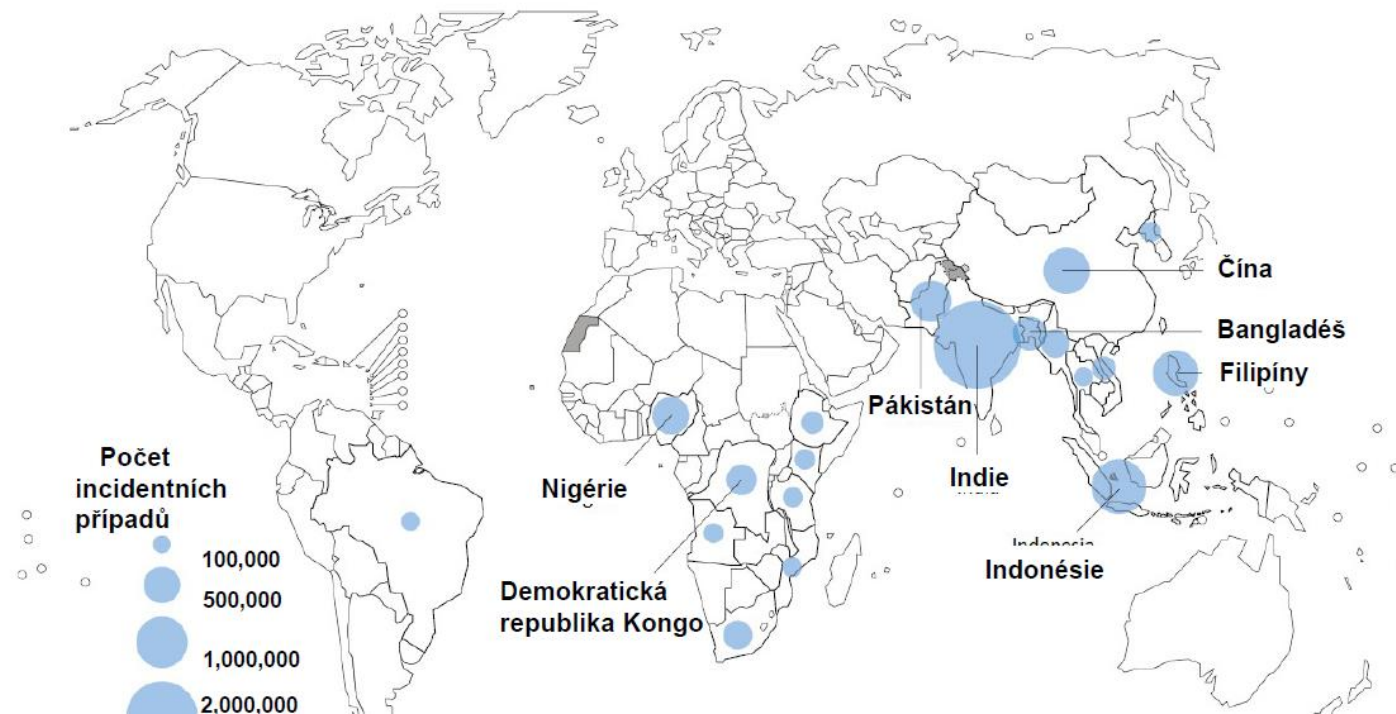 Čína
Bangladéš
Filipíny
Pákistán
Indie
Nigérie
Indonesia
Indonésie
Demokratická
republika Kongo
Počet
incidentních
případů
100,000
500,000
1,000,000
2,000,000